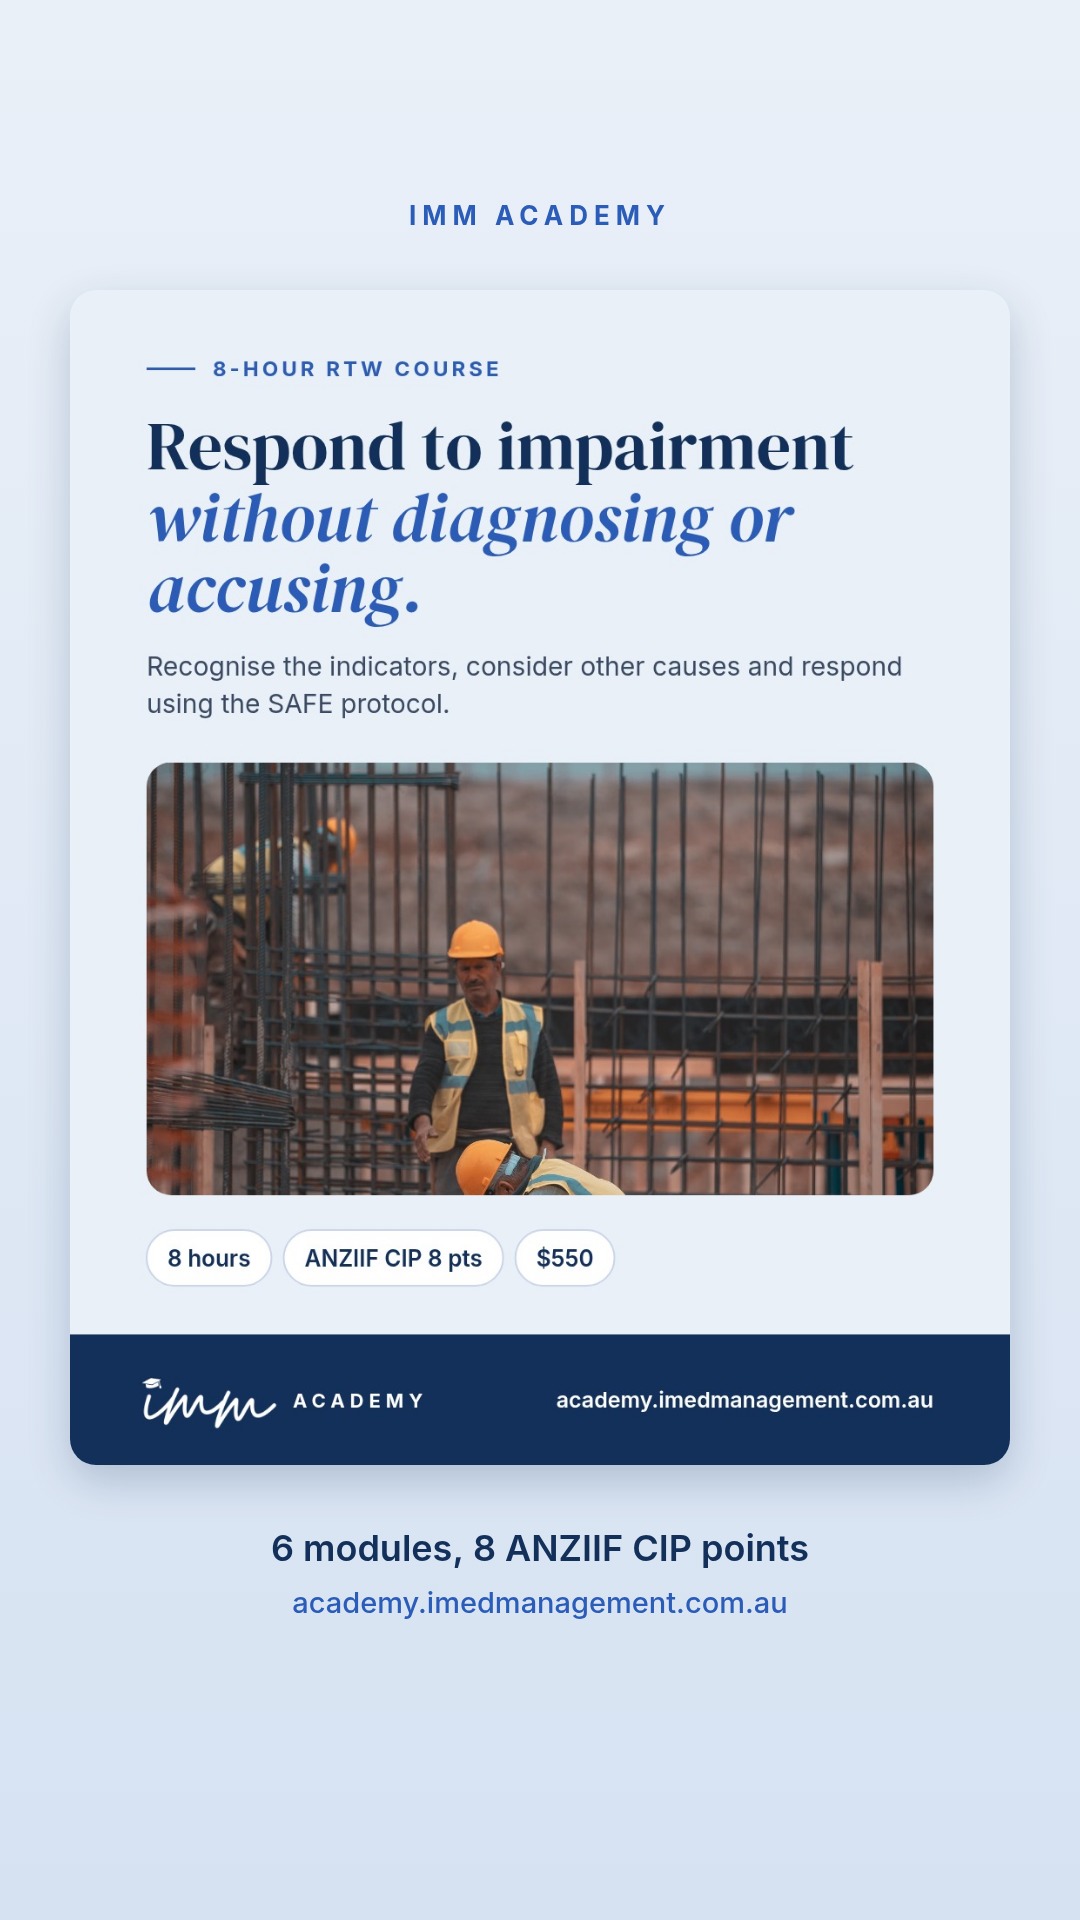 IMM ACADEMY
8-HOUR RTW COURSE
Respond to impairment
without diagnosing or
accusing.
Recognise the indicators, consider other causes and respond
using the SAFE protocol.
8 hours
ANZIIF CIP 8 pts
$550
imm ACADEMY
academy.imedmanagement.com.au
6 modules, 8 ANZIIF CIP points
academy.imedmanagement.com.au